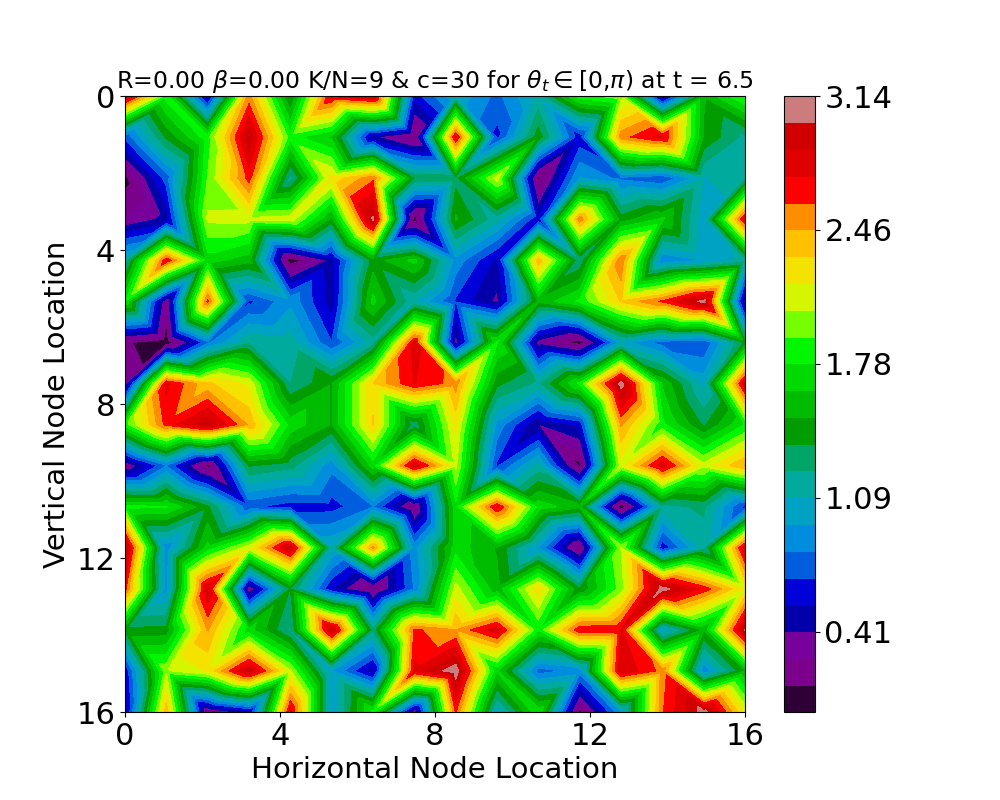 R=0.00 β=0.00 K/N=9 & c=30 for θₜ∈[0,π) at t = 6.5
0
4
8
12
16
Vertical Node Location
0 4 8 12 16
Horizontal Node Location
3.14
2.46
1.78
1.09
0.41